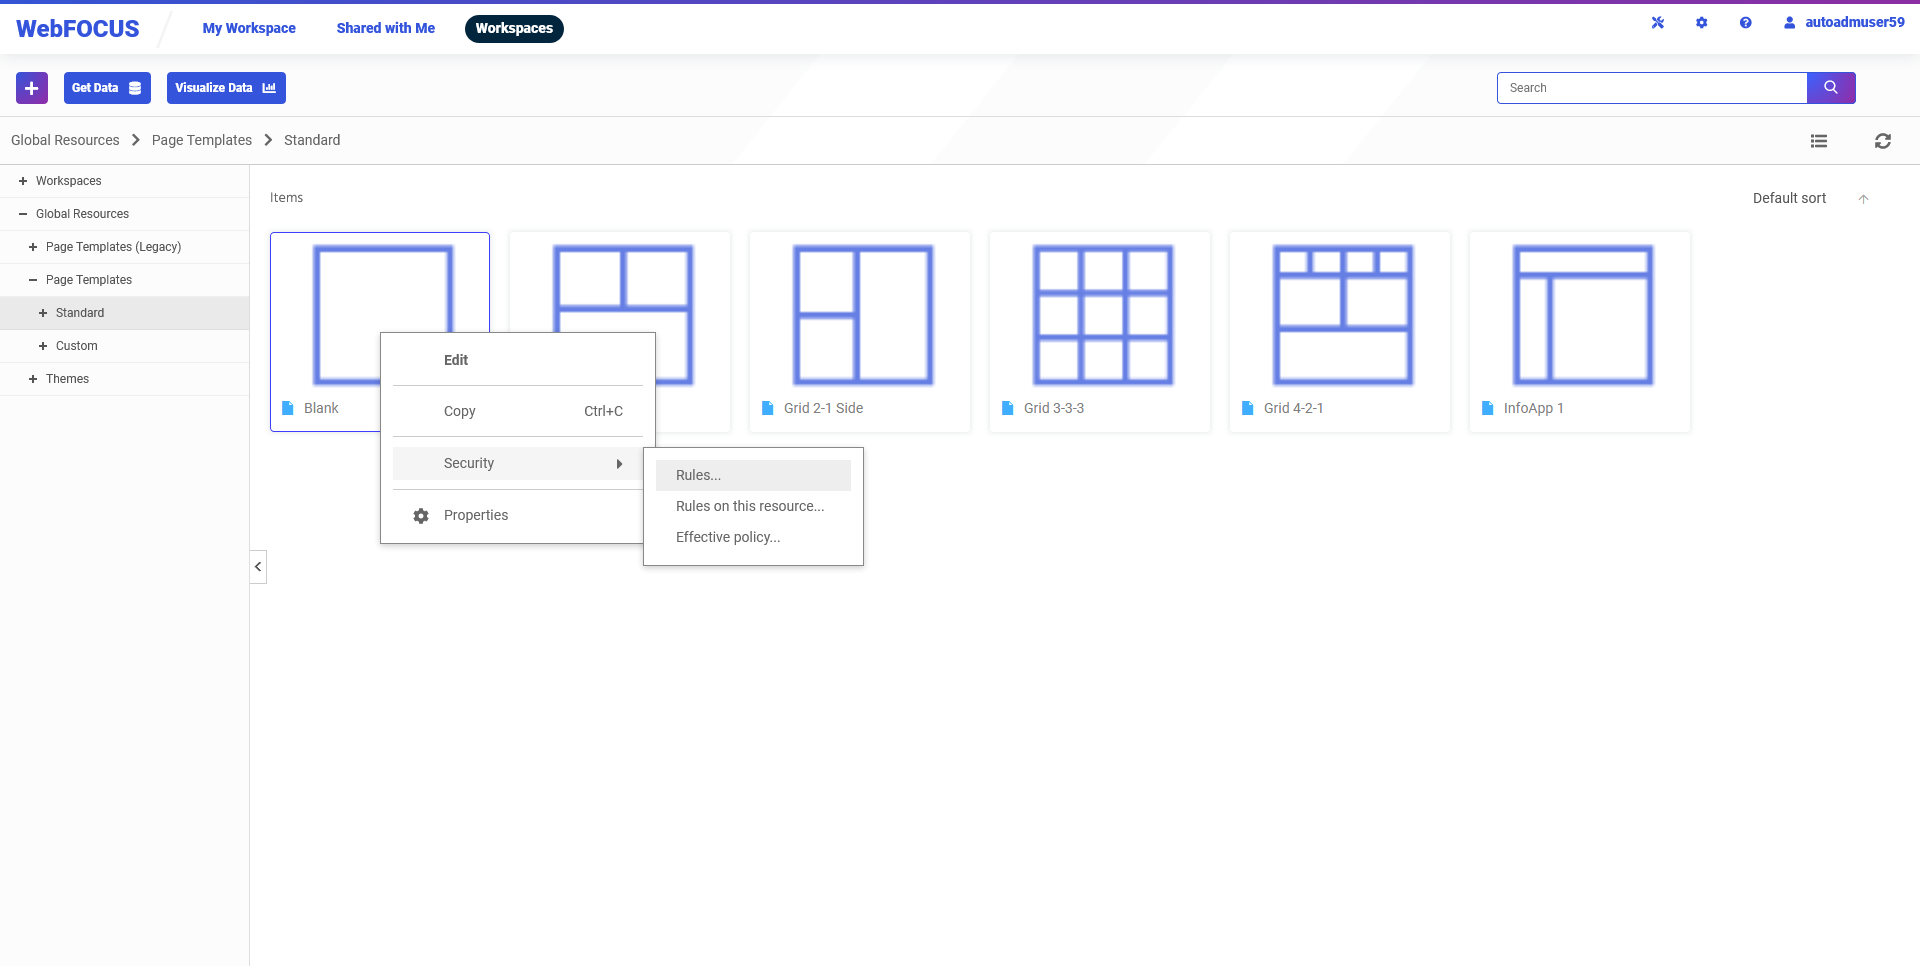 WebFOCUS
My Workspace
Shared with Me
Workspaces
autoadmuser59
Get Data
Visualize Data
Search
Global Resources
Page Templates
Standard
Workspaces
Global Resources
Page Templates (Legacy)
Page Templates
Standard
Custom
Themes
Items
Default sort
Blank
Grid 2-1 Side
Grid 3-3-3
Grid 4-2-1
InfoApp 1
Edit
Copy Ctrl+C
Security
Properties
Rules...
Rules on this resource...
Effective policy...